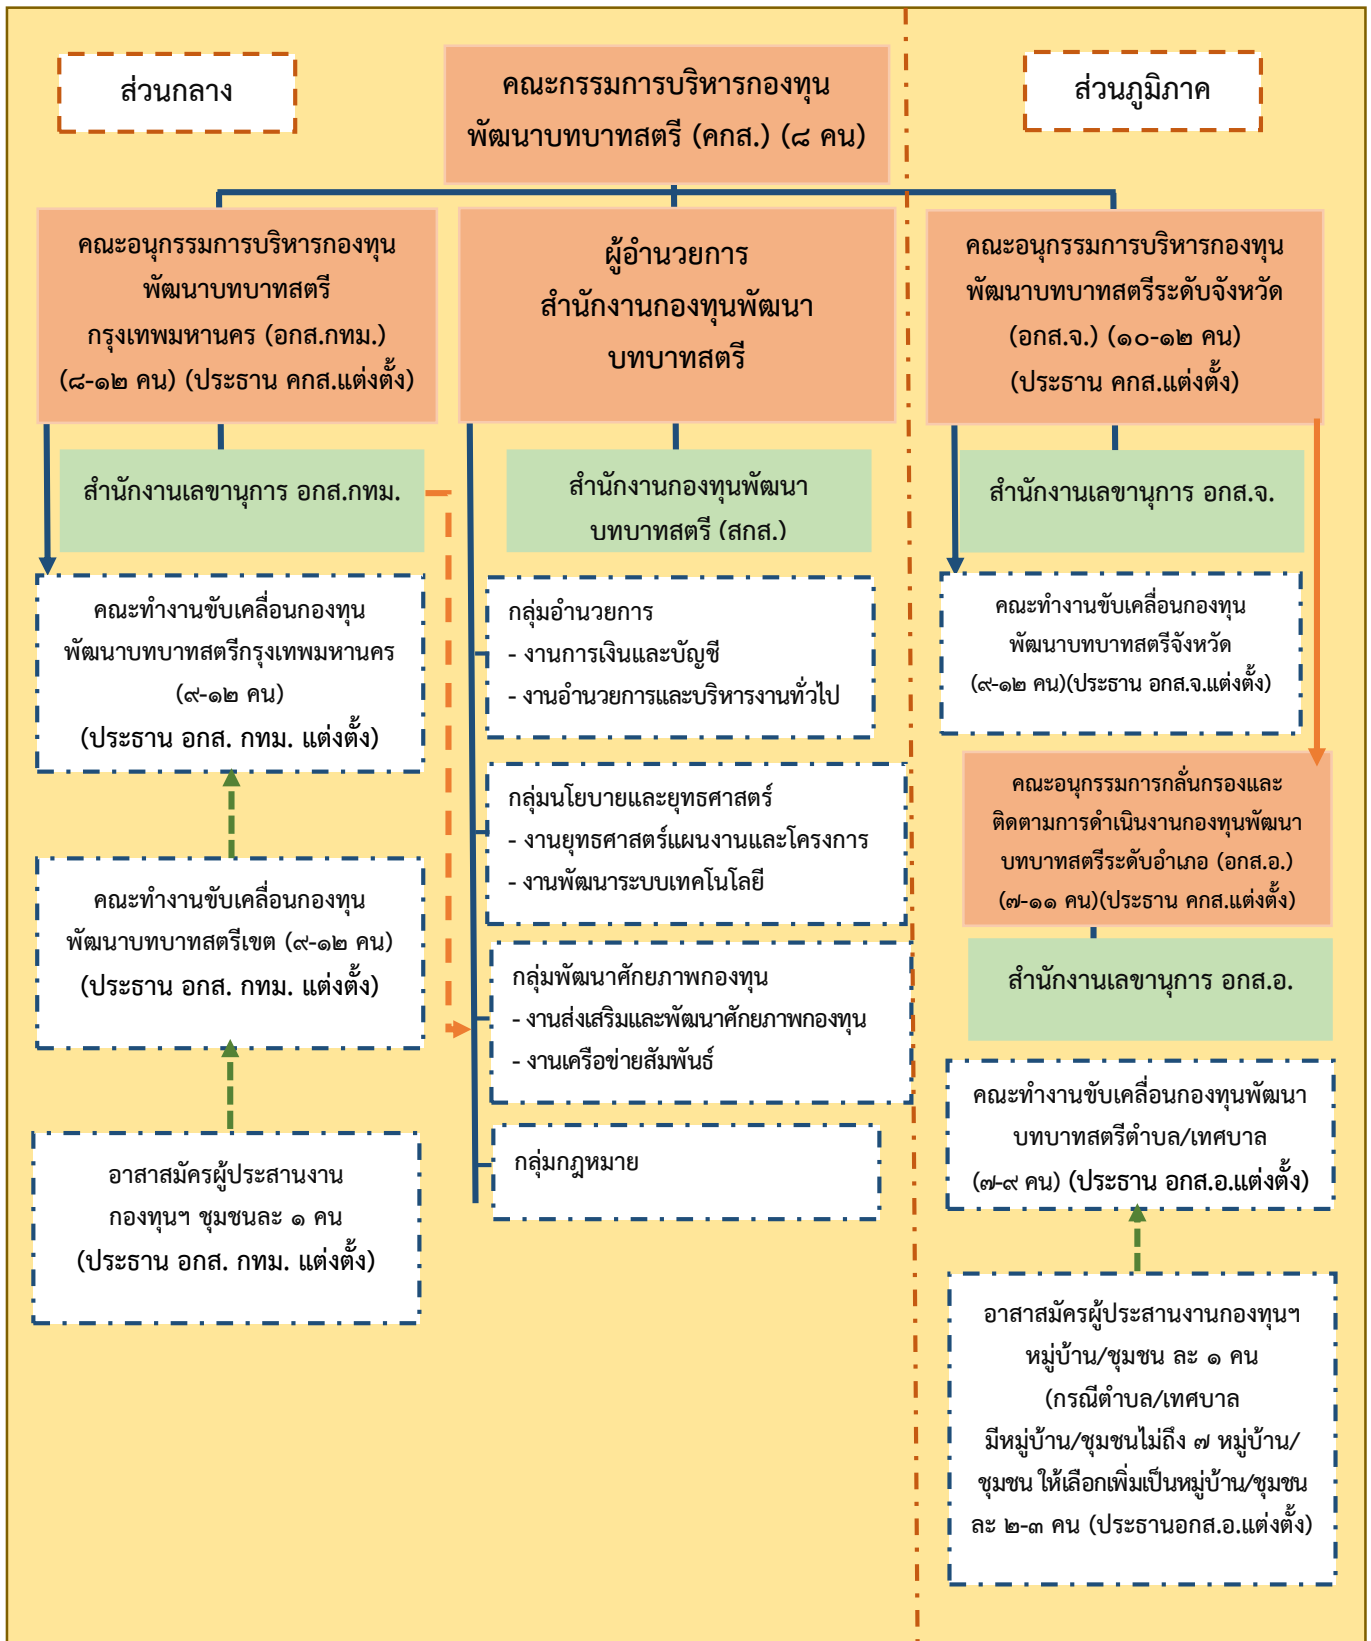 ส่วนกลาง
คณะกรรมการบริหารกองทุน
พัฒนาบทบาทสตรี (คกส.) (๘ คน)
ส่วนภูมิภาค
คณะอนุกรรมการบริหารกองทุน
พัฒนาบทบาทสตรี
กรุงเทพมหานคร (อกส.กทม.)
(๘-๑๒ คน) (ประธาน คกส.แต่งตั้ง)
สำนักงานเลขานุการ อกส.กทม.
คณะทำงานขับเคลื่อนกองทุน
พัฒนาบทบาทสตรีกรุงเทพมหานคร
(๙-๑๒ คน)
(ประธาน อกส. กทม. แต่งตั้ง)
คณะทำงานขับเคลื่อนกองทุน
พัฒนาบทบาทสตรีเขต (๙-๑๒ คน)
(ประธาน อกส. กทม. แต่งตั้ง)
อาสาสมัครผู้ประสานงาน
กองทุนฯ ชุมชนละ ๑ คน
(ประธาน อกส. กทม. แต่งตั้ง)
ผู้อำนวยการ
สำนักงานกองทุนพัฒนา
บทบาทสตรี
สำนักงานกองทุนพัฒนา
บทบาทสตรี (สกส.)
กลุ่มอำนวยการ
- งานการเงินและบัญชี
- งานอำนวยการและบริหารงานทั่วไป
กลุ่มนโยบายและยุทธศาสตร์
- งานยุทธศาสตร์แผนงานและโครงการ
- งานพัฒนาระบบเทคโนโลยี
กลุ่มพัฒนาศักยภาพกองทุน
- งานส่งเสริมและพัฒนาศักยภาพกองทุน
- งานเครือข่ายสัมพันธ์
กลุ่มกฎหมาย
คณะอนุกรรมการบริหารกองทุน
พัฒนาบทบาทสตรีระดับจังหวัด
(อกส.จ.) (๑๐-๑๒ คน)
(ประธาน คกส.แต่งตั้ง)
สำนักงานเลขานุการ อกส.จ.
คณะทำงานขับเคลื่อนกองทุน
พัฒนาบทบาทสตรีจังหวัด
(๙-๑๒ คน)(ประธาน อกส.จ.แต่งตั้ง)
คณะอนุกรรมการกลั่นกรองและ
ติดตามการดำเนินงานกองทุนพัฒนา
บทบาทสตรีระดับอำเภอ (อกส.อ.)
(๗-๑๑ คน)(ประธาน คกส.แต่งตั้ง)
สำนักงานเลขานุการ อกส.อ.
คณะทำงานขับเคลื่อนกองทุนพัฒนา
บทบาทสตรีตำบล/เทศบาล
(๗-๙ คน) (ประธาน อกส.อ.แต่งตั้ง)
อาสาสมัครผู้ประสานงานกองทุนฯ
หมู่บ้าน/ชุมชน ละ ๑ คน
(กรณีตำบล/เทศบาล
มีหมู่บ้าน/ชุมชนไม่ถึง ๗ หมู่บ้าน/
ชุมชน ให้เลือกเพิ่มเป็นหมู่บ้าน/ชุมชน
ละ ๒-๓ คน (ประธานอกส.อ.แต่งตั้ง)